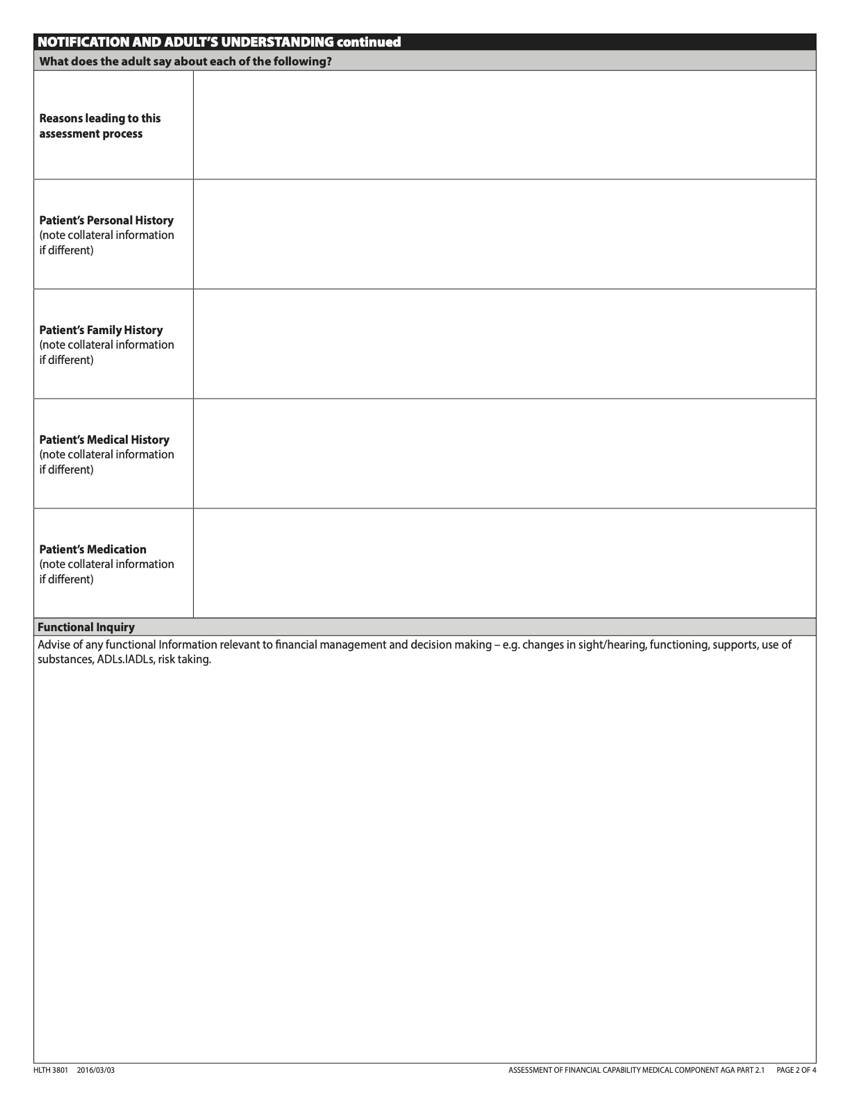 NOTIFICATION AND ADULT’S UNDERSTANDING continued
What does the adult say about each of the following?
Reasons leading to this
assessment process
Patient’s Personal History
(note collateral information
if different)
Patient’s Family History
(note collateral information
if different)
Patient’s Medical History
(note collateral information
if different)
Patient’s Medication
(note collateral information
if different)
Functional Inquiry
Advise of any functional Information relevant to financial management and decision making – e.g. changes in sight/hearing, functioning, supports, use of
substances, ADLs.IADLs, risk taking.
HLTH 3801 2016/03/03 ASSESSMENT OF FINANCIAL CAPABILITY MEDICAL COMPONENT AGA PART 2.1 PAGE 2 OF 4